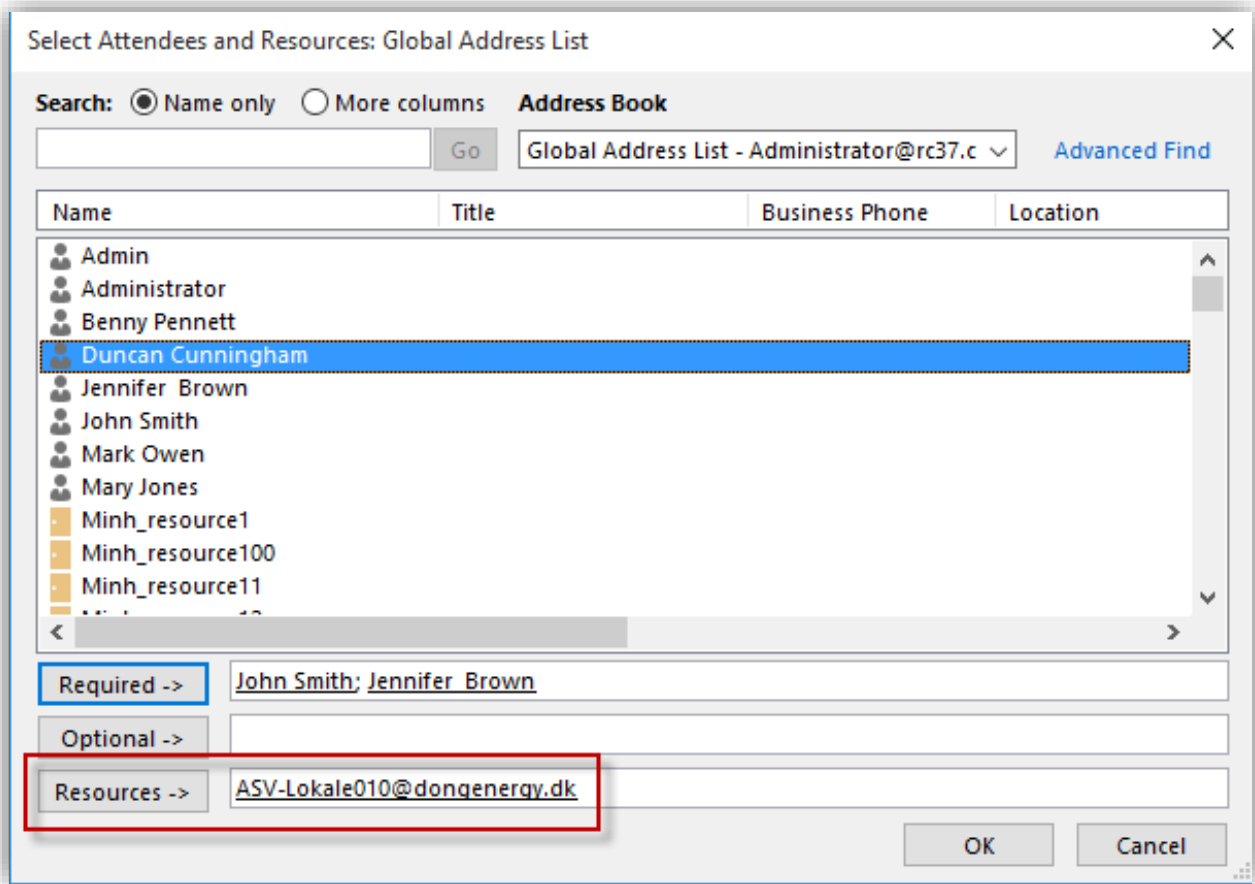 Select Attendees and Resources: Global Address List
Search: Name only More columns Address Book
Go Global Address List - Administrator@rc37.c Advanced Find
Name Title Business Phone Location
Admin
Administrator
Benny Pennett
Duncan Cunningham
Jennifer  Brown
John Smith
Mark Owen
Mary Jones
Minh_resource1
Minh_resource100
Minh_resource11
Required -> John Smith; Jennifer  Brown
Optional ->
Resources -> ASV-Lokale010@dongenergy.dk
OK Cancel